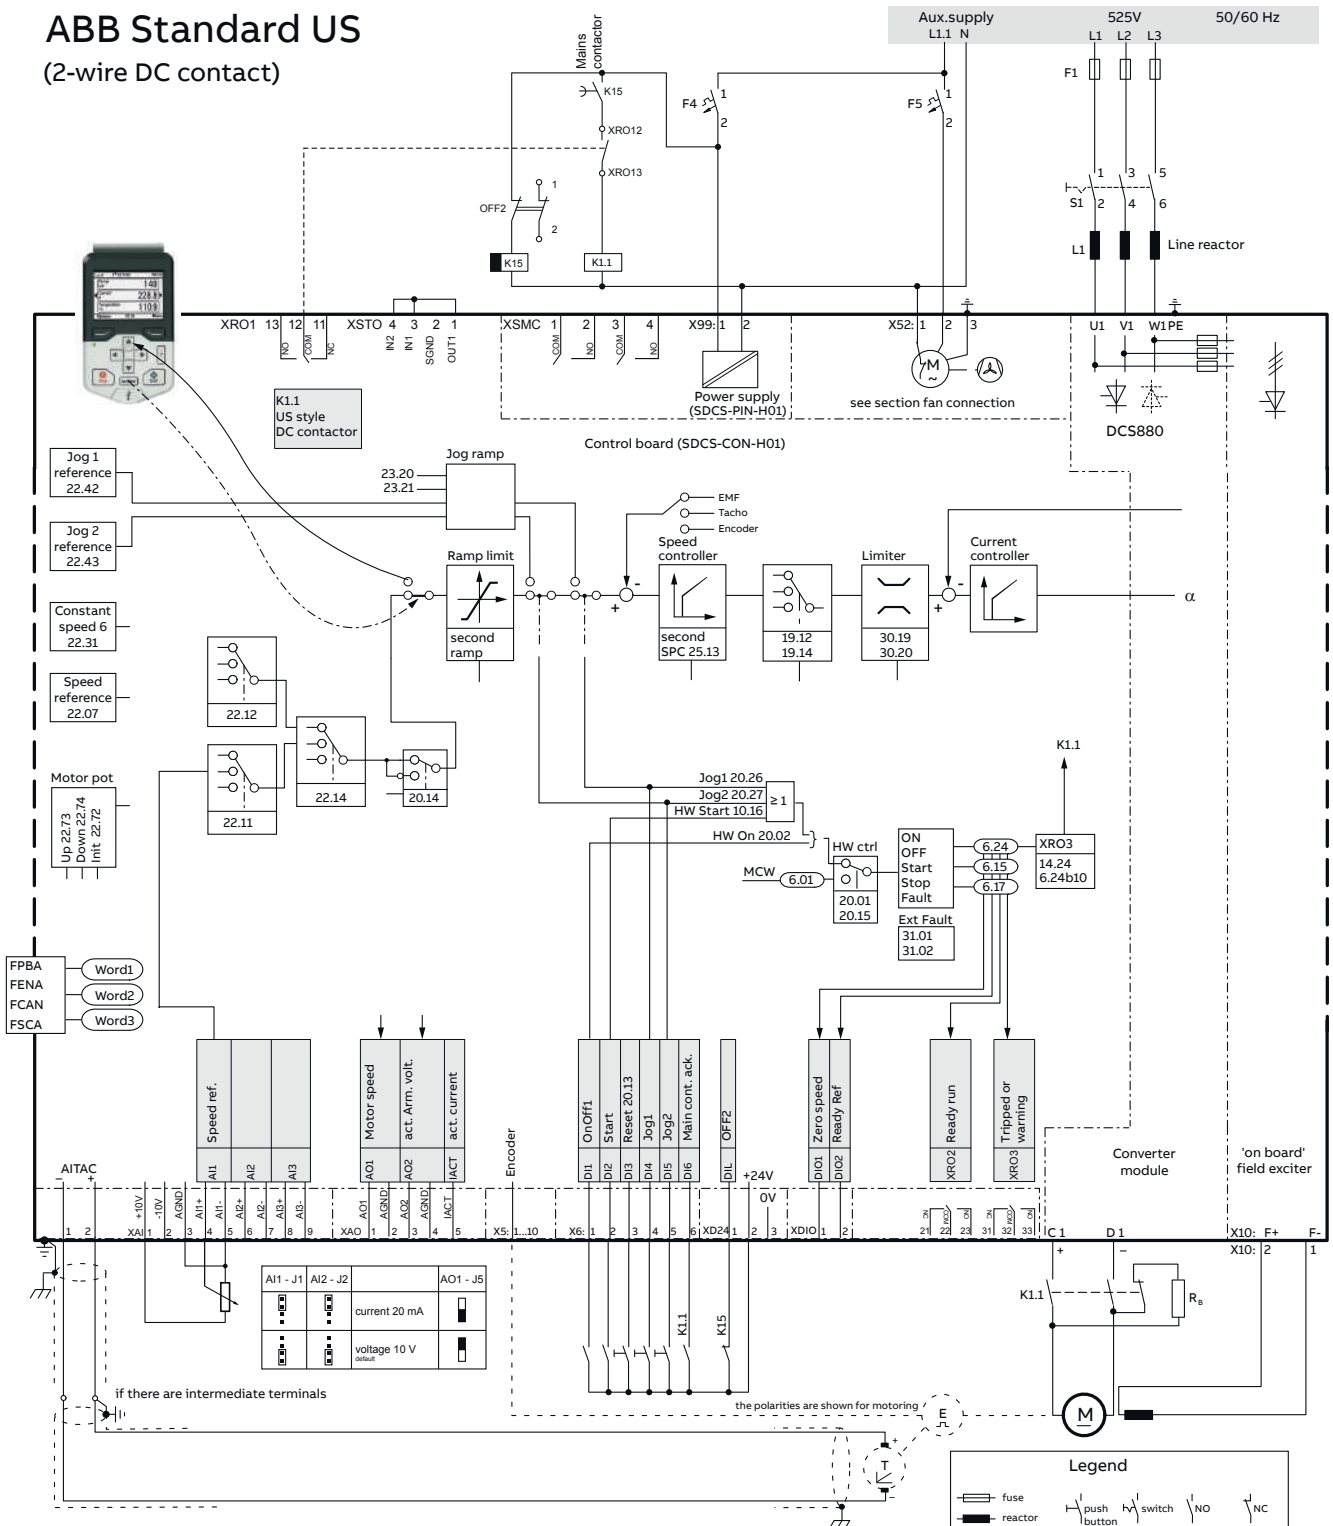 ABB Standard US
(2-wire DC contact)
Aux.supply 525V 50/60 Hz
L1.1 N L1 L2 L3
Mains contactor
K15
XRO12
XRO13
F4 1 2
F5 1 2
F1
OFF2 1 2
K15 K1.1
S1 1 3 5
2 4 6
L1 Line reactor
XRO1 13 12 11
NO COM NC
XSTO 4 3 2 1
IN2 IN1 SGND OUT1
XSMC 1 2 3 4
COM NO COM NO
X99: 1 2
X52: 1 2 3
U1 V1 W1 PE
Power supply
(SDCS-PIN-H01)
M
~
see section fan connection
DCS880
K1.1
US style
DC contactor
Control board (SDCS-CON-H01)
Jog 1
reference
22.42
Jog 2
reference
22.43
Constant
speed 6
22.31
Speed
reference
22.07
Motor pot
Up 22.73
Down 22.74
Init 22.72
Jog ramp
23.20
23.21
EMF
Tacho
Encoder
Ramp limit
second
ramp
Speed
controller
second
SPC 25.13
19.12
19.14
Limiter
30.19
30.20
Current
controller
- +
- +
α
22.12
22.11
22.14
20.14
Jog1 20.26
Jog2 20.27
HW Start 10.16
≥ 1
HW On 20.02
MCW 6.01
HW ctrl
20.01
20.15
ON
OFF
Start
Stop
Fault
6.24
6.15
6.17
K1.1
XRO3
14.24
6.24b10
Ext Fault
31.01
31.02
FPBA
FENA
FCAN
FSCA
Word1
Word2
Word3
Speed ref.
AI1 AI2 AI3
Motor speed
act. Arm. volt.
act. current
AO1 AO2 IACT
Encoder
OnOff1
Start
Reset 20.13
Jog1
Jog2
Main cont. ack.
DI1 DI2 DI3 DI4 DI5 DI6
OFF2
DIL
+24V
0V
Zero speed
Ready Ref
DIO1 DIO2
Ready run
XRO2
Tripped or
warning
XRO3
Converter
module
'on board'
field exciter
AITAC
− +
1 2
+10V -10V AGND AI1+ AI1- AI2+ AI2- AI3+ AI3-
XAI 1 2 3 4 5 6 7 8 9
AO1 AGND AO2 AGND IACT
XAO 1 2 3 4 5
X5: 1...10
X6: 1 2 3 4 5 6
XD24 1 2 3
XDIO 1 2
NC COM NO
21 22 23
NC COM NO
31 32 33
C 1 D 1
+ −
X10: F+ F-
X10: 2 1
AI1 - J1 AI2 - J2 AO1 - J5
current 20 mA
voltage 10 V
default
K1.1
K15
K1.1
RB
if there are intermediate terminals
the polarities are shown for motoring
E
M
T
+
−
Legend
fuse
reactor
push
button
switch
NO
NC